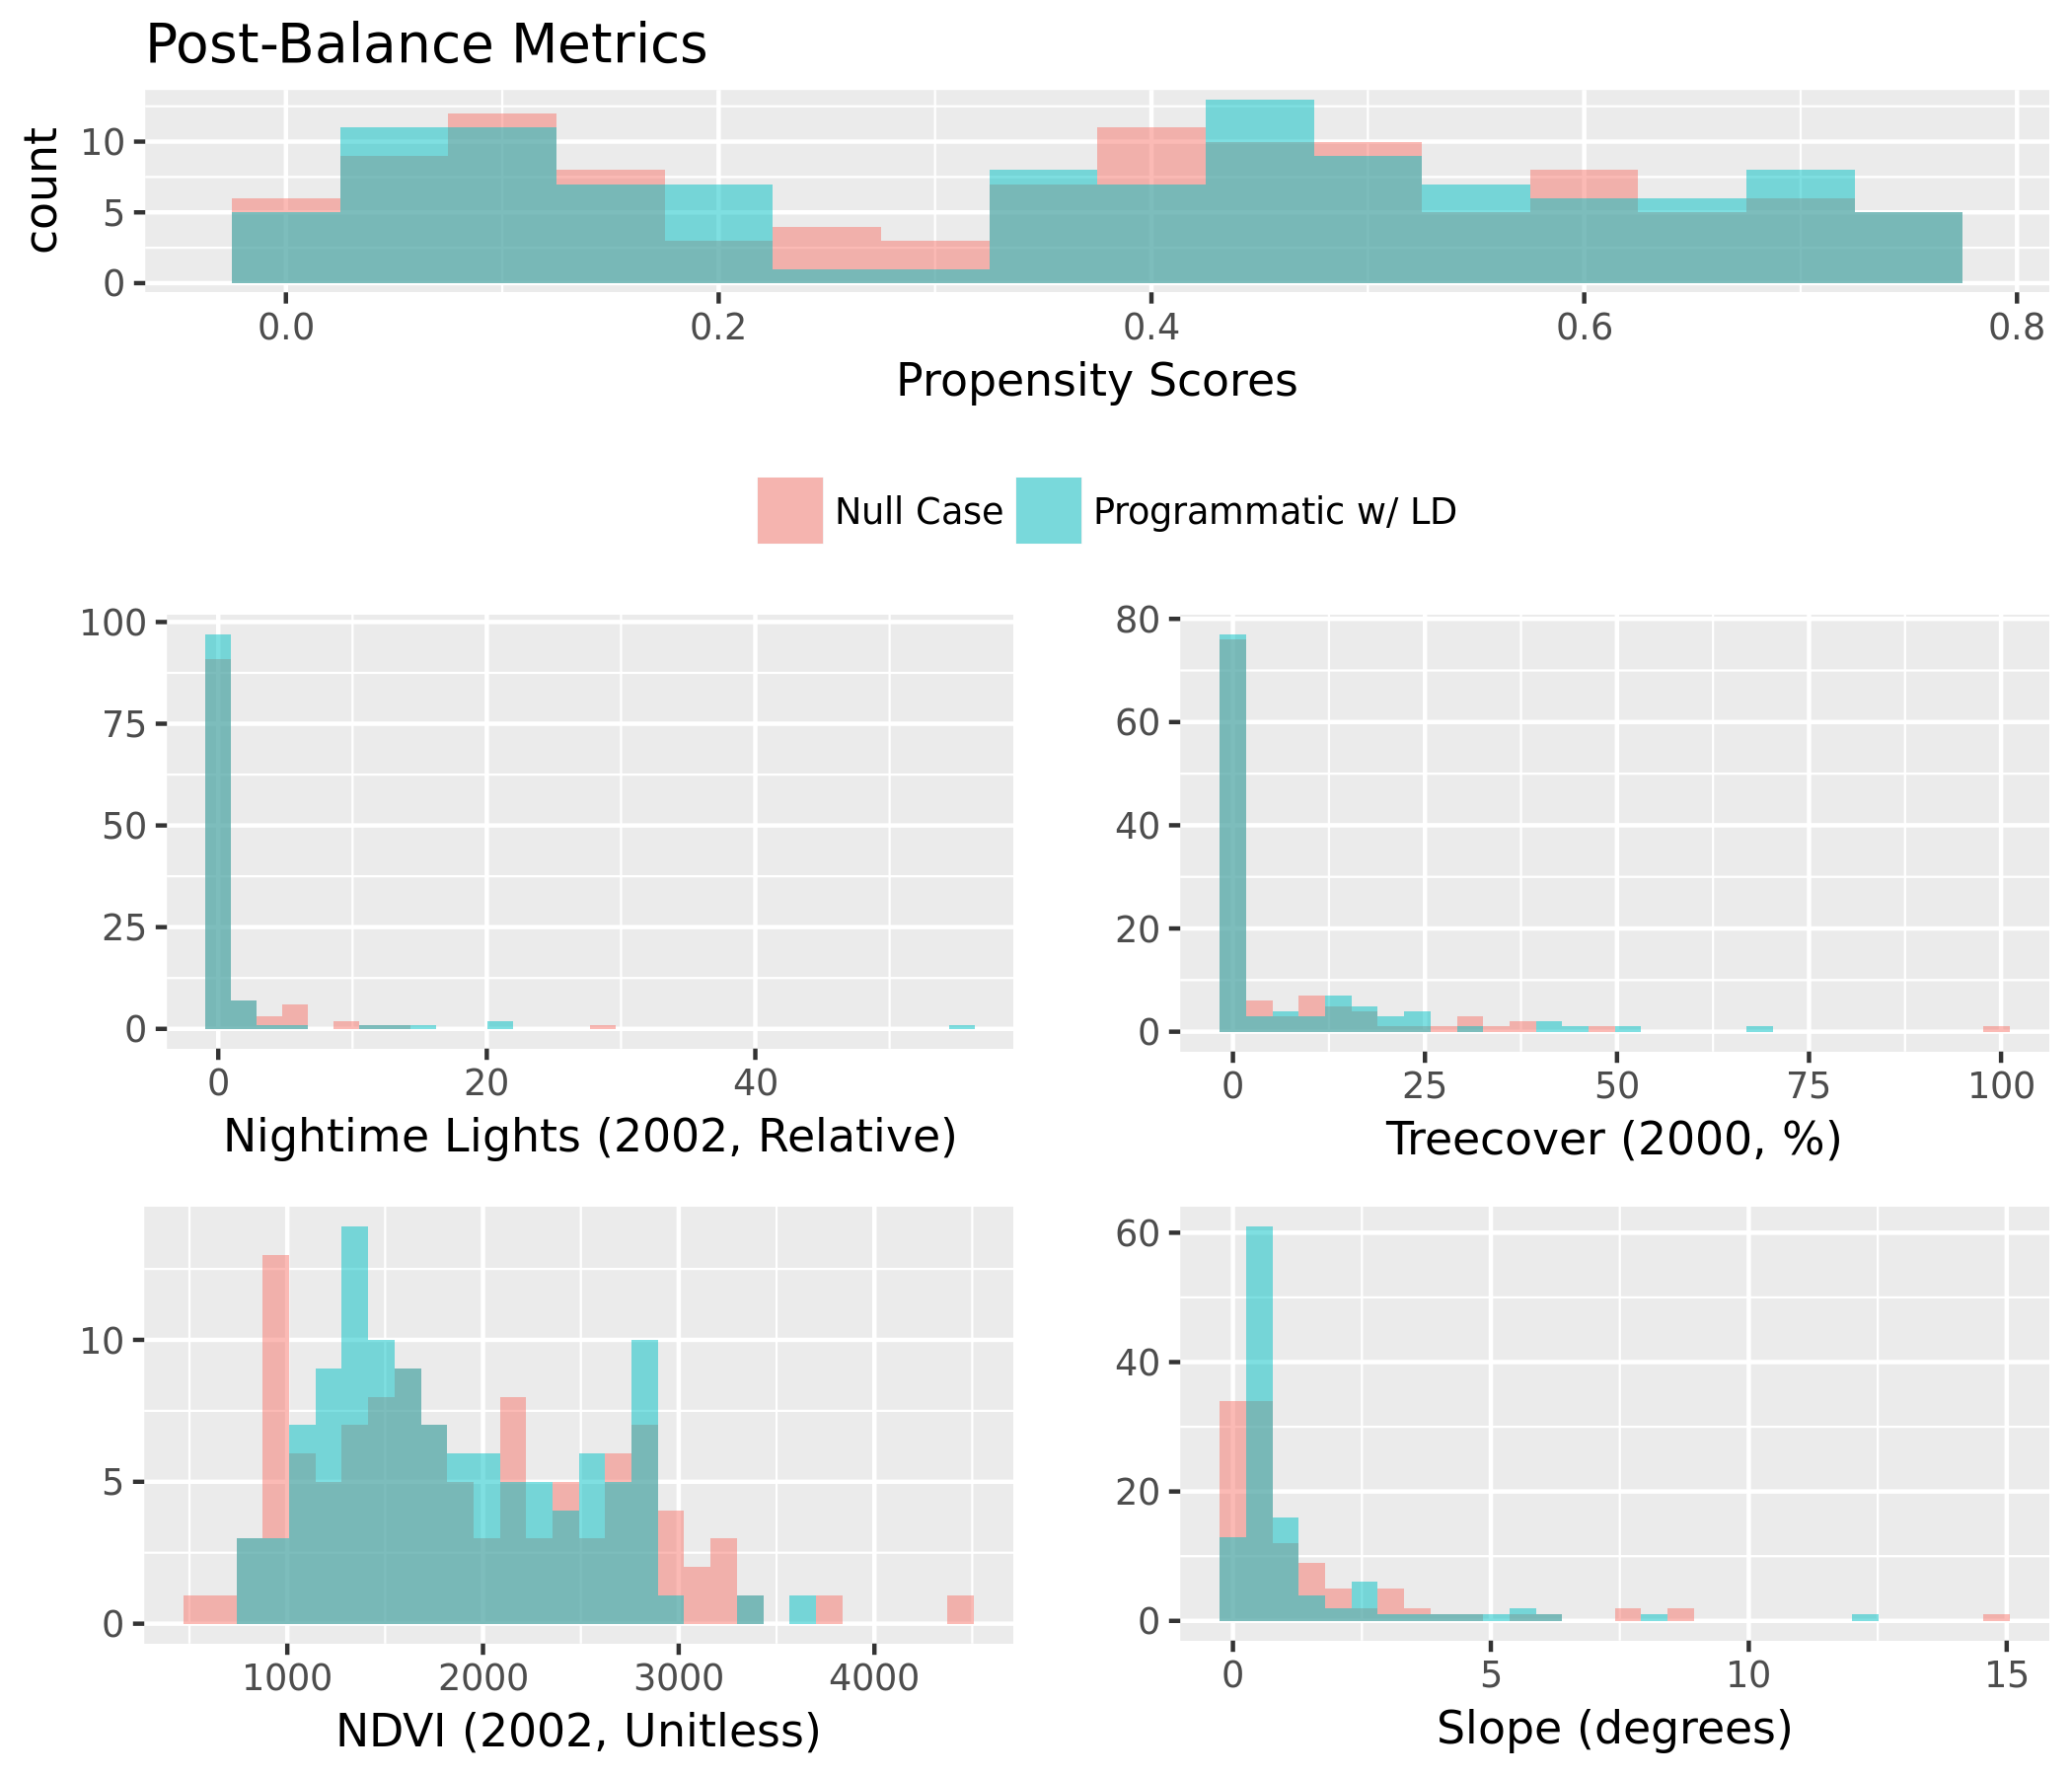 Post-Balance Metrics
count
10
5
0
0.0 0.2 0.4 0.6 0.8
Propensity Scores
Null Case Programmatic w/ LD
100
75
50
25
0
0 20 40
Nightime Lights (2002, Relative)
80
60
40
20
0
0 25 50 75 100
Treecover (2000, %)
10
5
0
1000 2000 3000 4000
NDVI (2002, Unitless)
60
40
20
0
0 5 10 15
Slope (degrees)